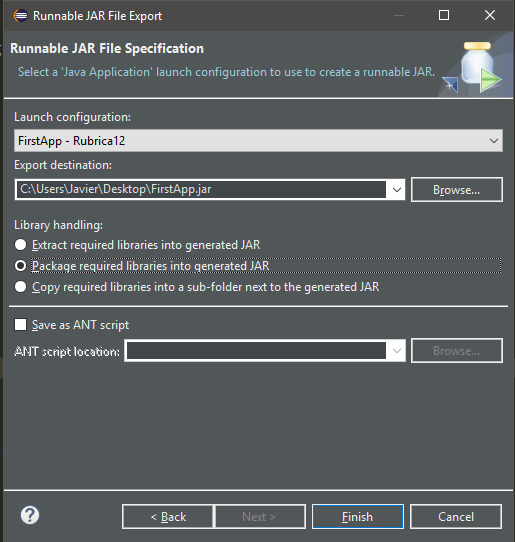 Runnable JAR File Export
Runnable JAR File Specification
Select a 'Java Application' launch configuration to use to create a runnable JAR.
Launch configuration:
FirstApp - Rubrica12
Export destination:
C:\Users\Javier\Desktop\FirstApp.jar
Browse...
Library handling:
Extract required libraries into generated JAR
Package required libraries into generated JAR
Copy required libraries into a sub-folder next to the generated JAR
Save as ANT script
ANT script location:
Browse...
?
< Back
Next >
Finish
Cancel